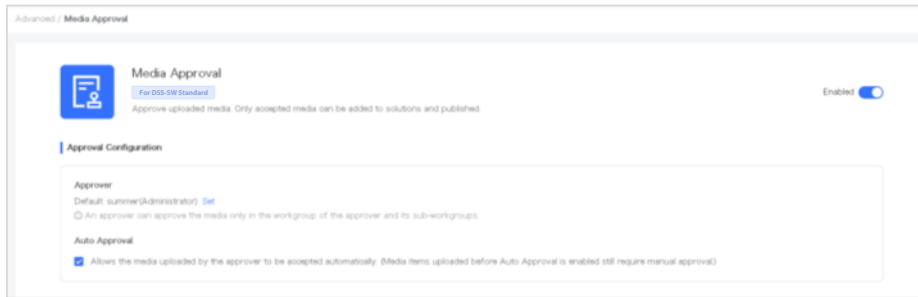 Advanced / Media Approval
Media Approval
For DSS-SW Standard
Approve uploaded media. Only accepted media can be added to solutions and published.
Enabled
Approval Configuration
Approver
Default: summer(Administrator) Set
An approver can approve the media only in the workgroup of the approver and its sub-workgroups.
Auto Approval
Allows the media uploaded by the approver to be accepted automatically. (Media items uploaded before Auto Approval is enabled still require manual approval)